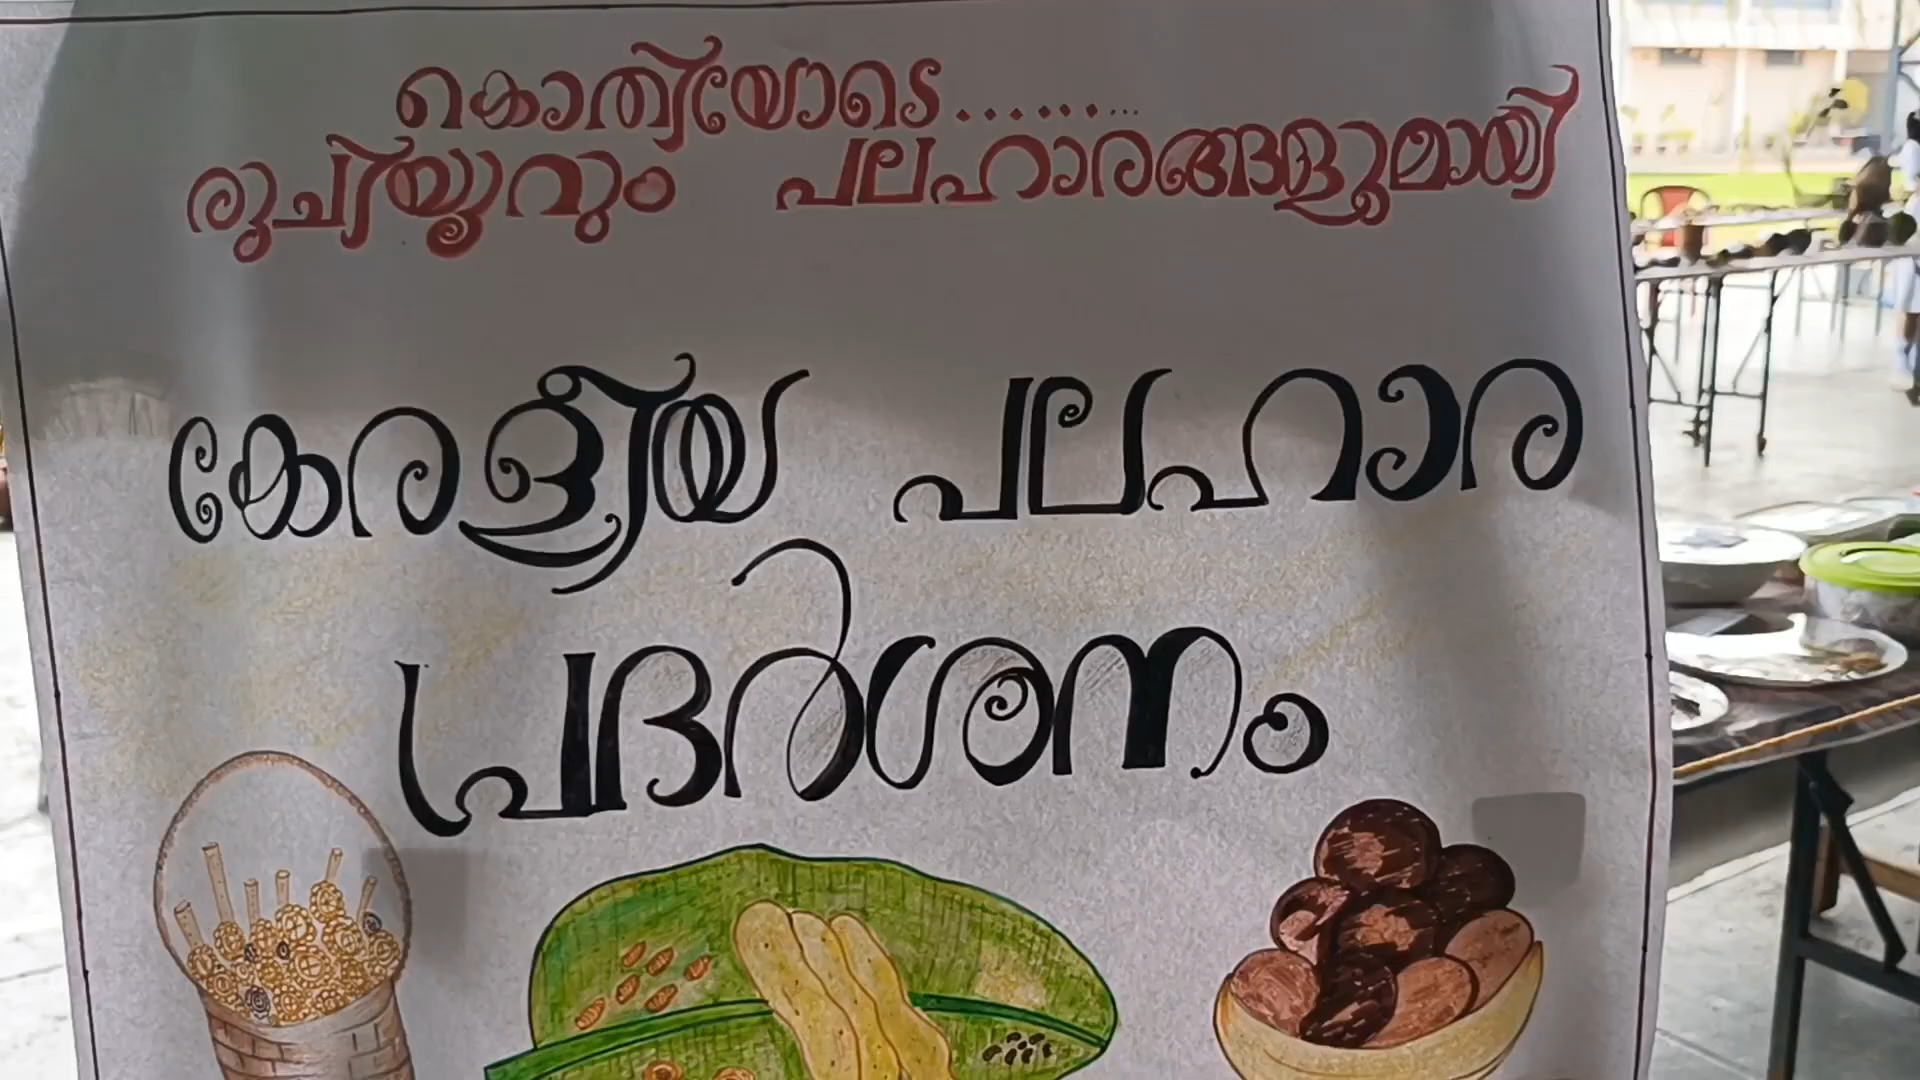 കൊതിയോടെ..........
രുചിയൂവും പലഹാരങ്ങളുമായി
കേരളീയ പലഹാര
പ്രദർശനം